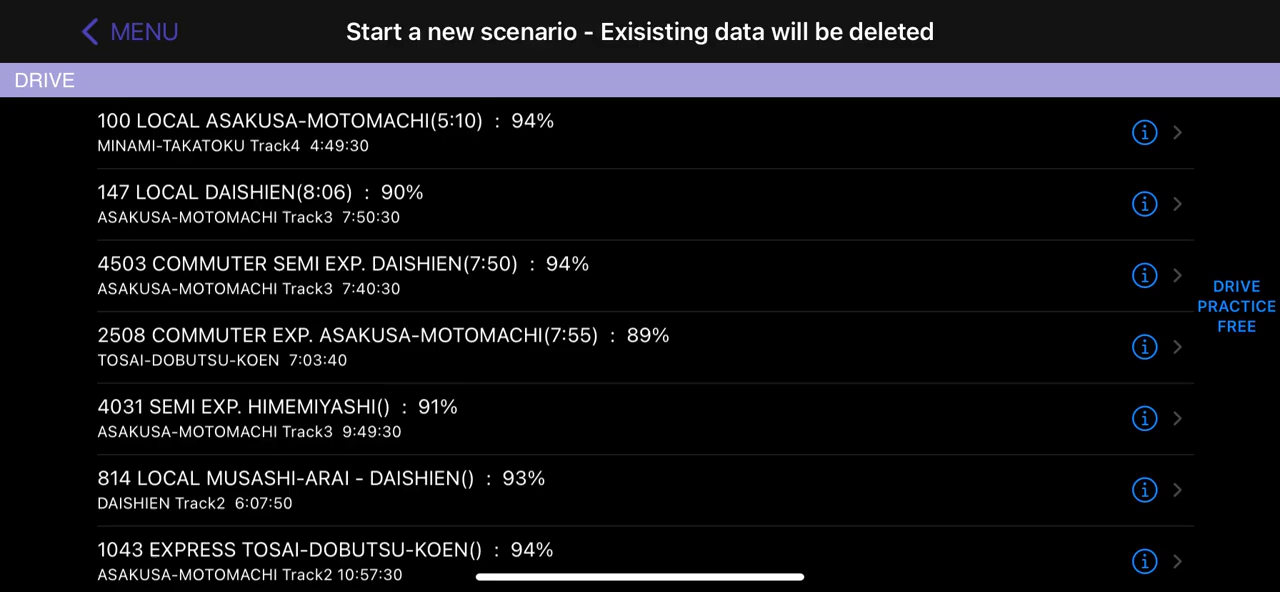 MENU
Start a new scenario - Exisisting data will be deleted
DRIVE
100 LOCAL ASAKUSA-MOTOMACHI(5:10) : 94%
MINAMI-TAKATOKU Track4 4:49:30
147 LOCAL DAISHIEN(8:06) : 90%
ASAKUSA-MOTOMACHI Track3 7:50:30
4503 COMMUTER SEMI EXP. DAISHIEN(7:50) : 94%
ASAKUSA-MOTOMACHI Track3 7:40:30
2508 COMMUTER EXP. ASAKUSA-MOTOMACHI(7:55) : 89%
TOSAI-DOBUTSU-KOEN 7:03:40
4031 SEMI EXP. HIMEMIYASHI() : 91%
ASAKUSA-MOTOMACHI Track3 9:49:30
814 LOCAL MUSASHI-ARAI - DAISHIEN() : 93%
DAISHIEN Track2 6:07:50
1043 EXPRESS TOSAI-DOBUTSU-KOEN() : 94%
ASAKUSA-MOTOMACHI Track2 10:57:30
DRIVE
PRACTICE
FREE